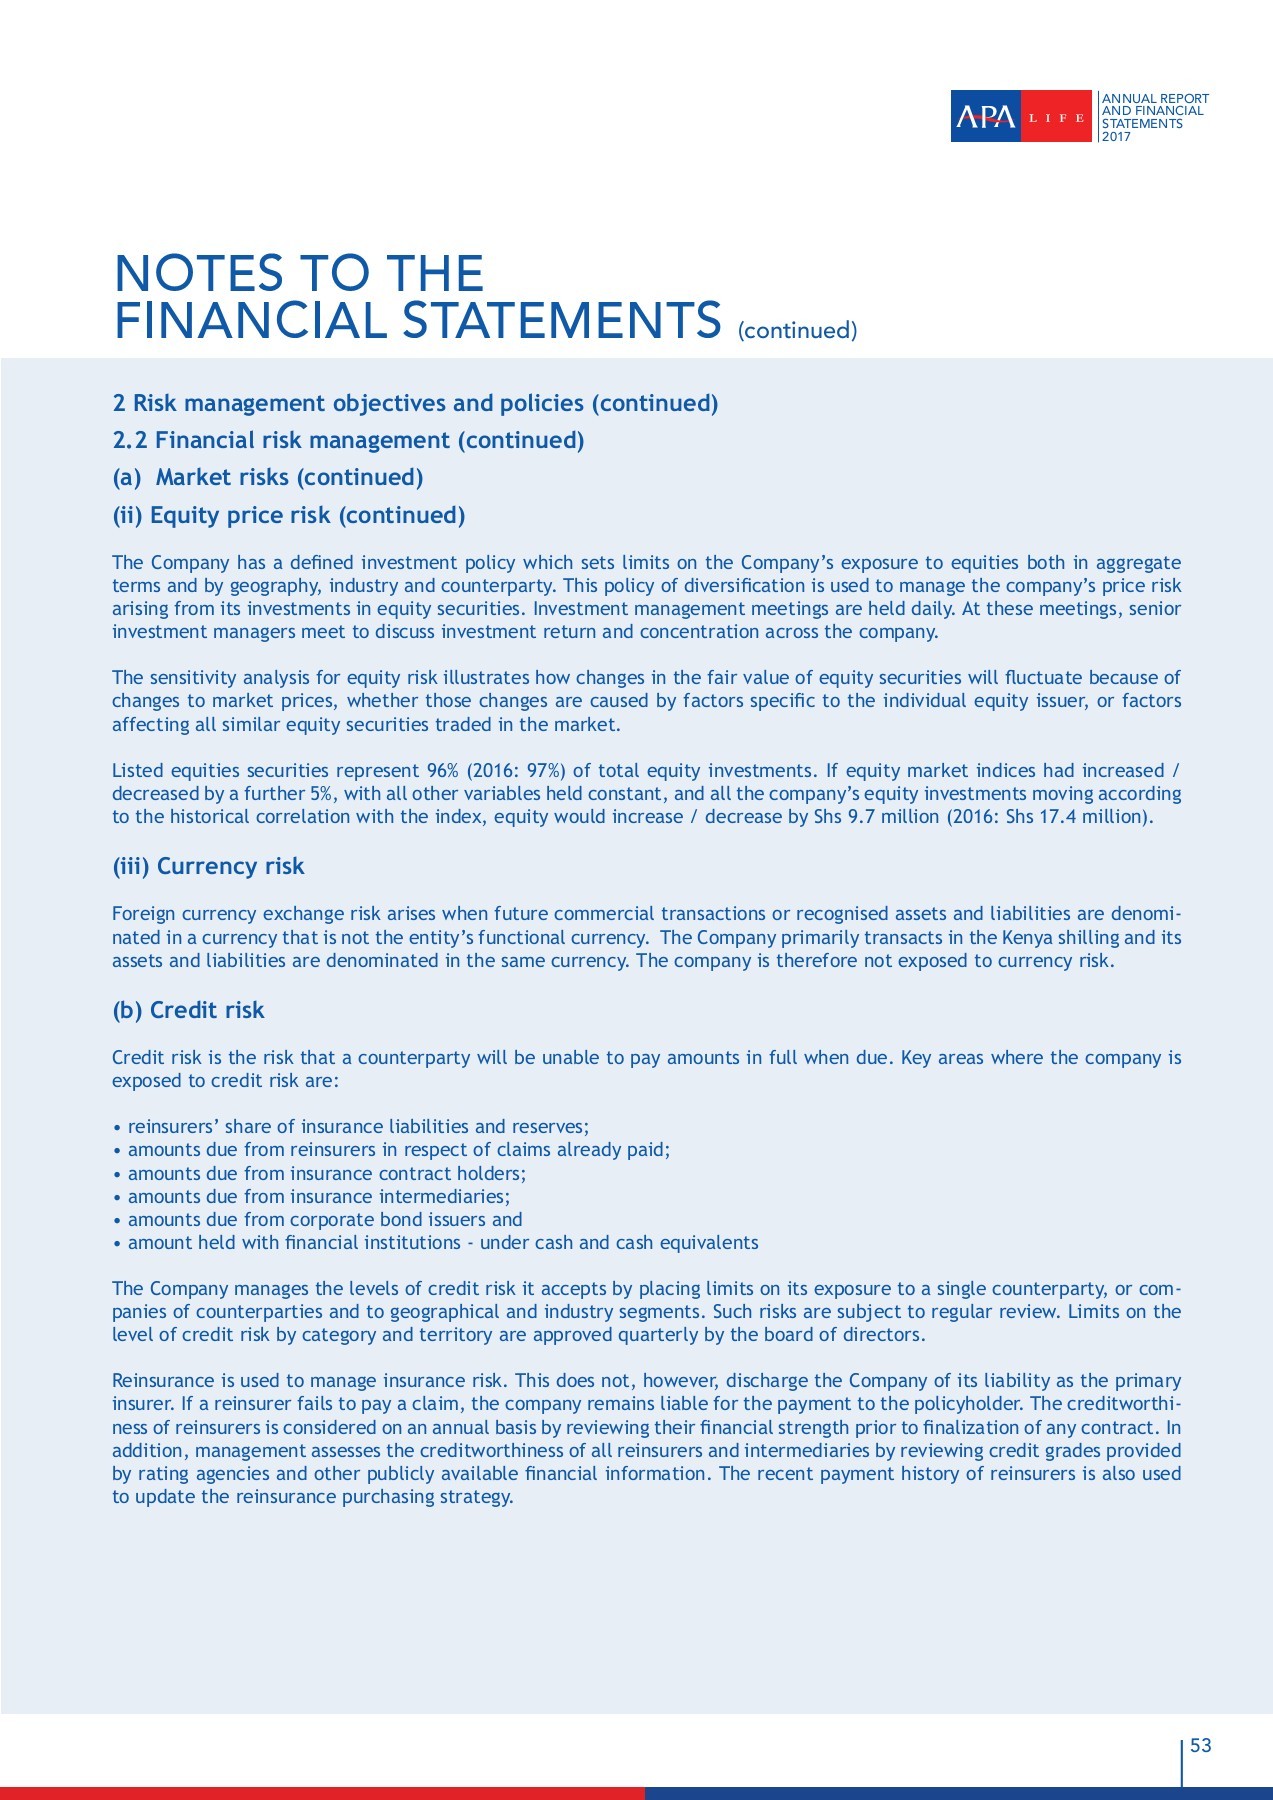 APA LIFE
ANNUAL REPORT
AND FINANCIAL
STATEMENTS
2017
NOTES TO THE
FINANCIAL STATEMENTS (continued)
2 Risk management objectives and policies (continued)
2.2 Financial risk management (continued)
(a) Market risks (continued)
(ii) Equity price risk (continued)
The Company has a defined investment policy which sets limits on the Company’s exposure to equities both in aggregate
terms and by geography, industry and counterparty. This policy of diversification is used to manage the company’s price risk
arising from its investments in equity securities. Investment management meetings are held daily. At these meetings, senior
investment managers meet to discuss investment return and concentration across the company.
The sensitivity analysis for equity risk illustrates how changes in the fair value of equity securities will fluctuate because of
changes to market prices, whether those changes are caused by factors specific to the individual equity issuer, or factors
affecting all similar equity securities traded in the market.
Listed equities securities represent 96% (2016: 97%) of total equity investments. If equity market indices had increased /
decreased by a further 5%, with all other variables held constant, and all the company’s equity investments moving according
to the historical correlation with the index, equity would increase / decrease by Shs 9.7 million (2016: Shs 17.4 million).
(iii) Currency risk
Foreign currency exchange risk arises when future commercial transactions or recognised assets and liabilities are denomi-
nated in a currency that is not the entity’s functional currency. The Company primarily transacts in the Kenya shilling and its
assets and liabilities are denominated in the same currency. The company is therefore not exposed to currency risk.
(b) Credit risk
Credit risk is the risk that a counterparty will be unable to pay amounts in full when due. Key areas where the company is
exposed to credit risk are:
• reinsurers’ share of insurance liabilities and reserves;
• amounts due from reinsurers in respect of claims already paid;
• amounts due from insurance contract holders;
• amounts due from insurance intermediaries;
• amounts due from corporate bond issuers and
• amount held with financial institutions - under cash and cash equivalents
The Company manages the levels of credit risk it accepts by placing limits on its exposure to a single counterparty, or com-
panies of counterparties and to geographical and industry segments. Such risks are subject to regular review. Limits on the
level of credit risk by category and territory are approved quarterly by the board of directors.
Reinsurance is used to manage insurance risk. This does not, however, discharge the Company of its liability as the primary
insurer. If a reinsurer fails to pay a claim, the company remains liable for the payment to the policyholder. The creditworthi-
ness of reinsurers is considered on an annual basis by reviewing their financial strength prior to finalization of any contract. In
addition, management assesses the creditworthiness of all reinsurers and intermediaries by reviewing credit grades provided
by rating agencies and other publicly available financial information. The recent payment history of reinsurers is also used
to update the reinsurance purchasing strategy.
53